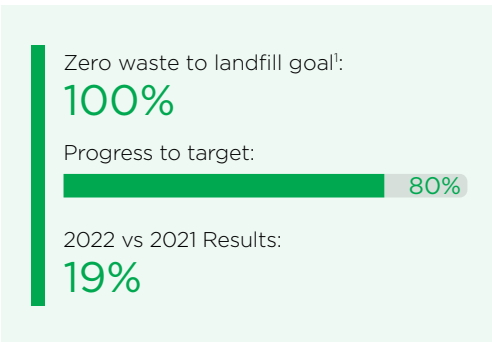 Zero waste to landfill goal¹:
100%
Progress to target:
80%
2022 vs 2021 Results:
19%